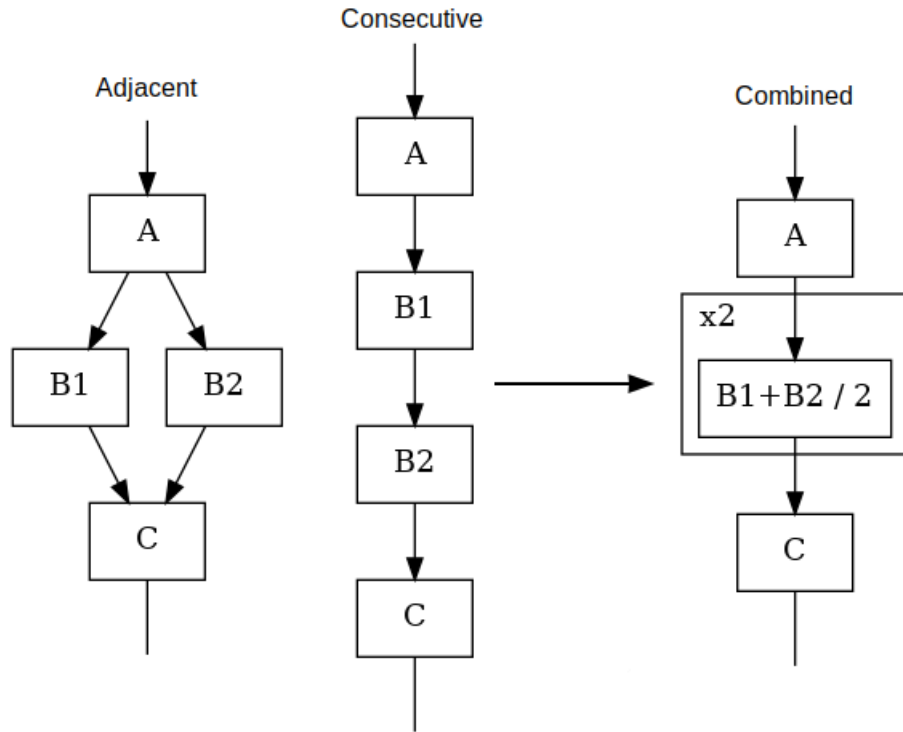 Adjacent
A
B1
B2
C
Consecutive
A
B1
B2
C
Combined
A
x2
B1+B2 / 2
C